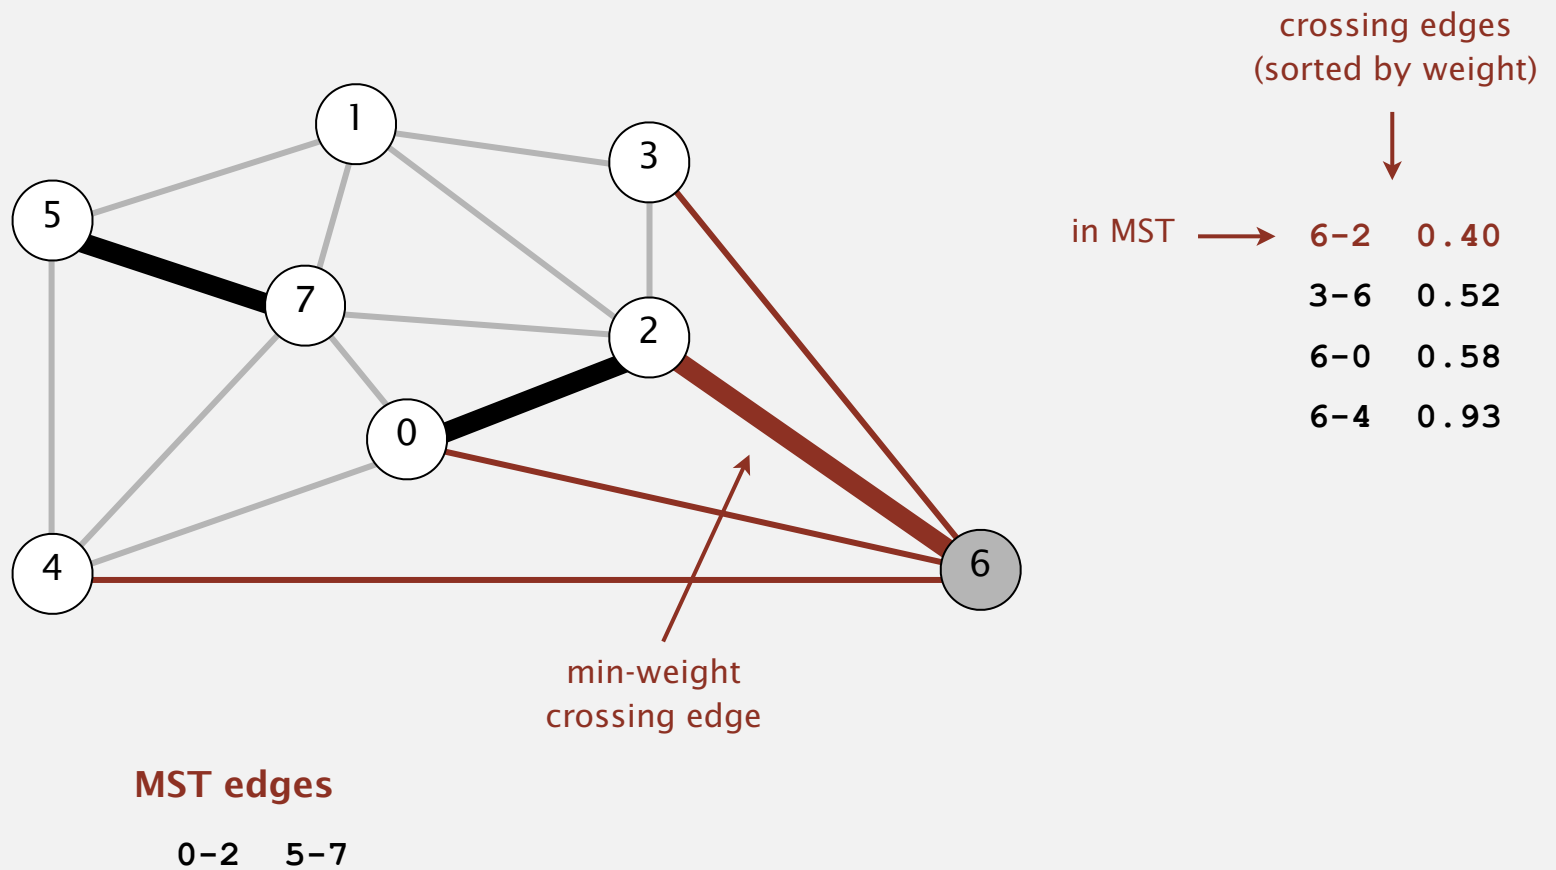 crossing edges
(sorted by weight)
in MST
6-2 0.40
3-6 0.52
6-0 0.58
6-4 0.93
1
3
5
7
2
0
4
6
min-weight
crossing edge
MST edges
0-2 5-7